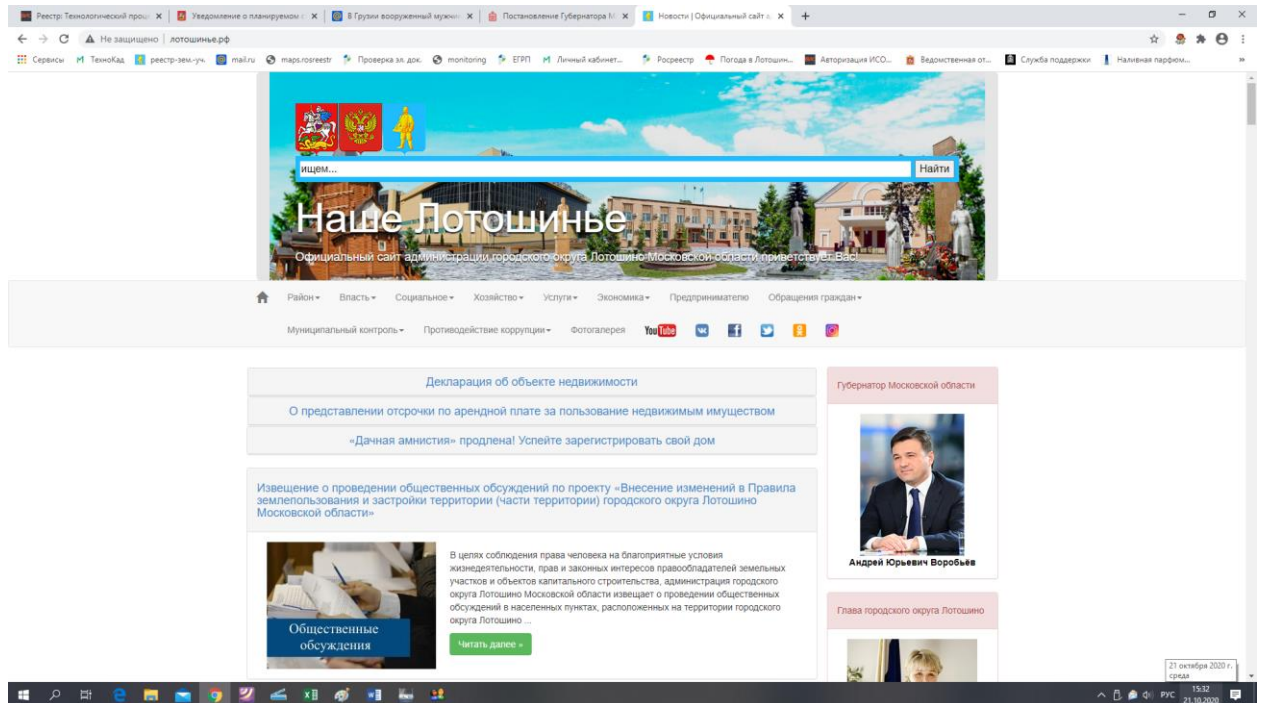 Реестр: Технологический проц
Уведомление о планируемом с
В Грузии вооруженный мужчин
Постановление Губернатора М
Новости | Официальный сайт а
Не защищено | лотошинье.рф
Сервисы
ТехноКад
реестр-зем.-уч.
mail.ru
maps.rosreestr
Проверка эл. док.
monitoring
ЕГРП
Личный кабинет...
Росреестр
Погода в Лотошин...
Авторизация ИСО...
Ведомственная от...
Служба поддержки
Наливная парфюм...
ищем...
Найти
Наше Лотошинье
Официальный сайт администрации городского округа Лотошино Московской области приветствует Вас!
Район
Власть
Социальное
Хозяйство
Услуги
Экономика
Предпринимателю
Обращения граждан
Муниципальный контроль
Противодействие коррупции
Фотогалерея
YouTube
Декларация об объекте недвижимости
О представлении отсрочки по арендной плате за пользование недвижимым имуществом
«Дачная амнистия» продлена! Успейте зарегистрировать свой дом
Извещение о проведении общественных обсуждений по проекту «Внесение изменений в Правила
землепользования и застройки территории (части территории) городского округа Лотошино
Московской области»
Общественные
обсуждения
В целях соблюдения права человека на благоприятные условия
жизнедеятельности, прав и законных интересов правообладателей земельных
участков и объектов капитального строительства, администрация городского
округа Лотошино Московской области извещает о проведении общественных
обсуждений в населенных пунктах, расположенных на территории городского
округа Лотошино ...
Читать далее »
Губернатор Московской области
Андрей Юрьевич Воробьёв
Глава городского округа Лотошино
21 октября 2020 г.
среда
РУС
15:32
21.10.2020